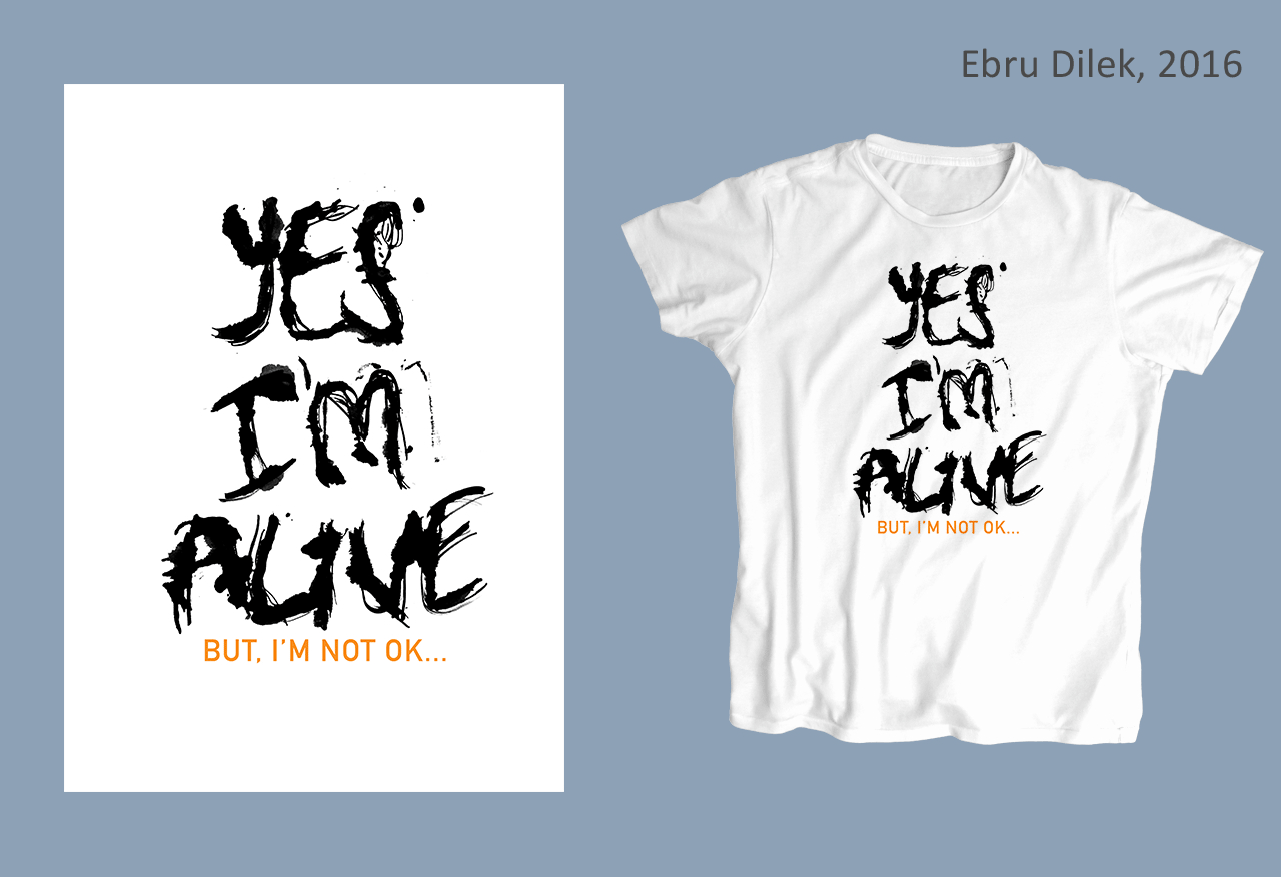 Ebru Dilek, 2016
YES
I'M
ALIVE
BUT, I'M NOT OK...
YES
I'M
ALIVE
BUT, I'M NOT OK...